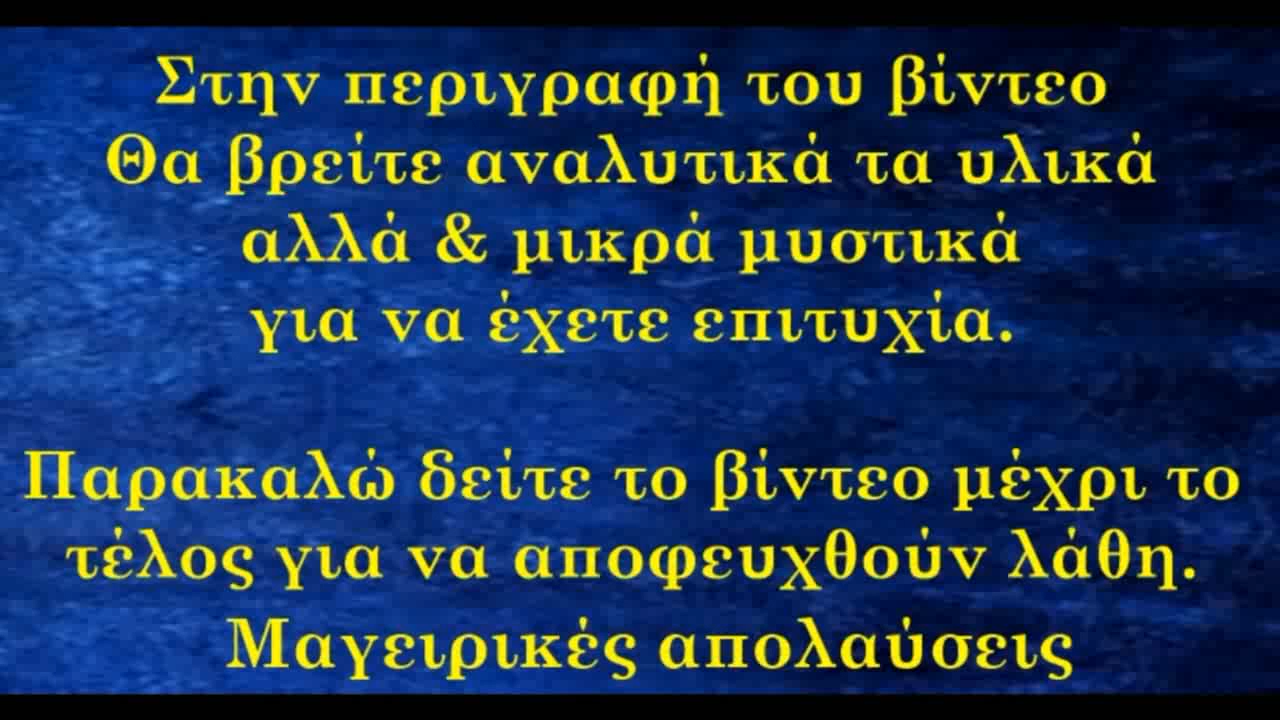 Στην περιγραφή του βίντεο
Θα βρείτε αναλυτικά τα υλικά
αλλά & μικρά μυστικά
για να έχετε επιτυχία.
Παρακαλώ δείτε το βίντεο μέχρι το
τέλος για να αποφευχθούν λάθη.
Μαγειρικές απολαύσεις